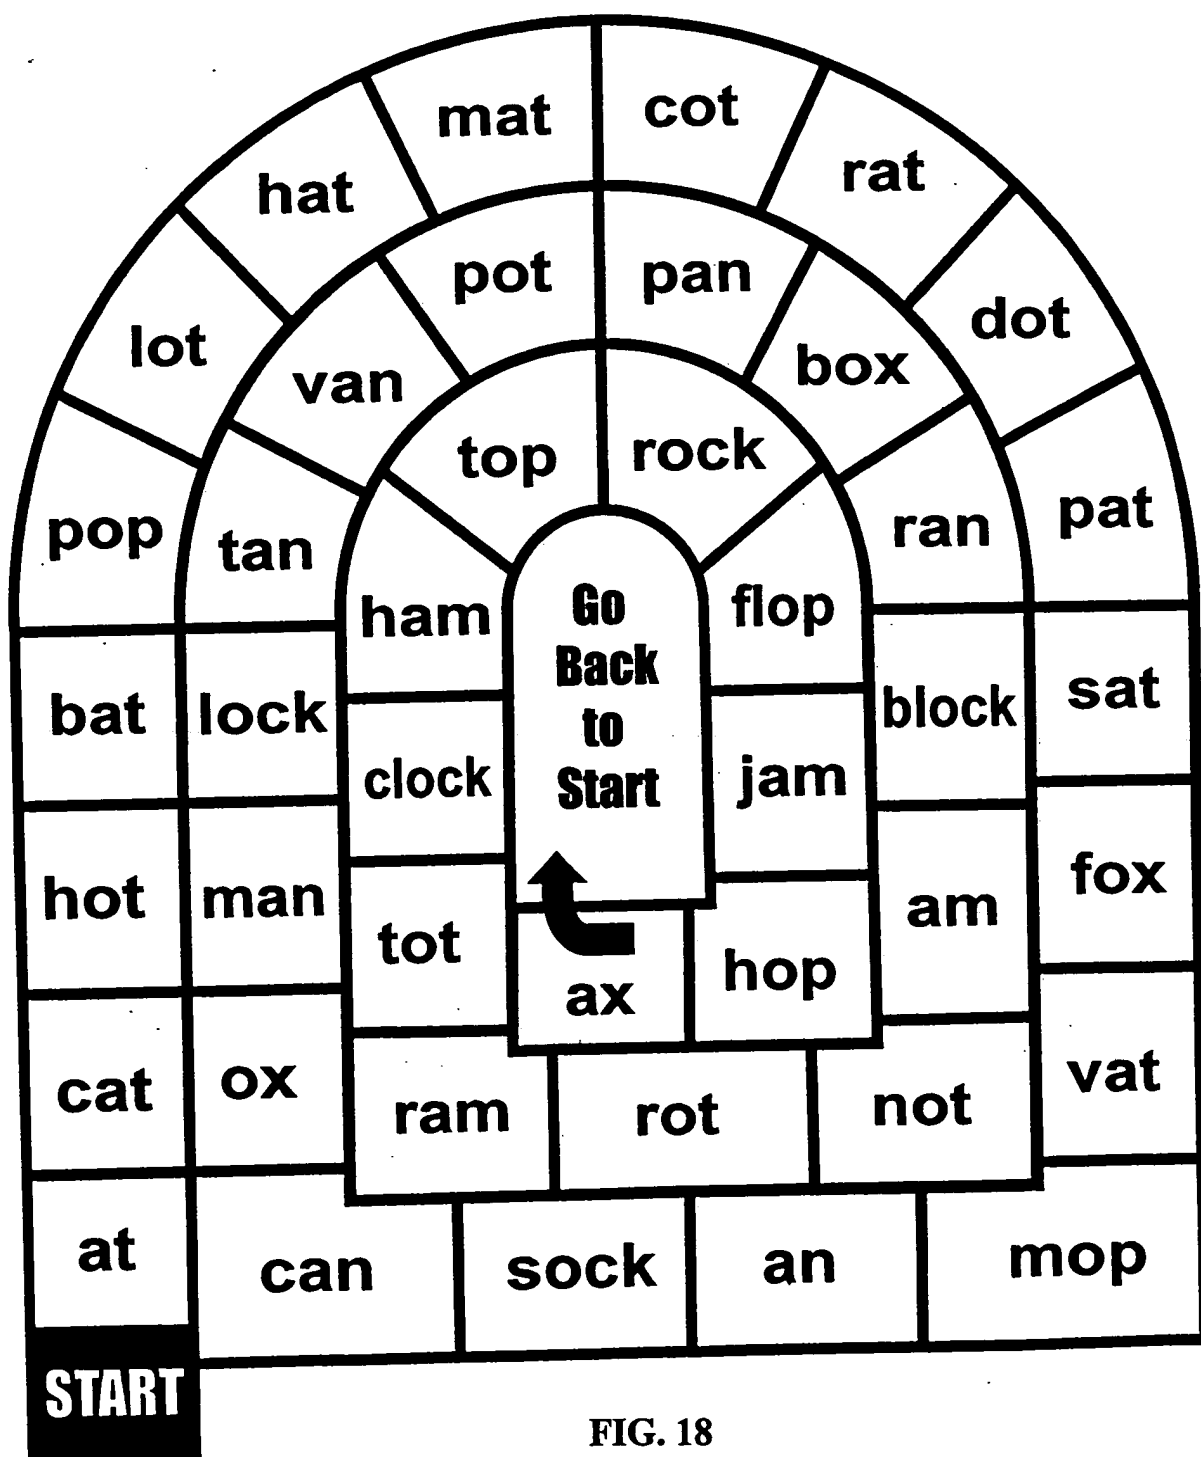 START
at
cat
hot
bat
pop
lot
hat
mat
cot
rat
dot
pat
sat
fox
vat
mop
an
sock
can
ox
man
lock
tan
van
pot
pan
box
ran
block
am
not
rot
ram
tot
clock
ham
top
rock
flop
jam
hop
ax
Go
Back
to
Start
FIG. 18